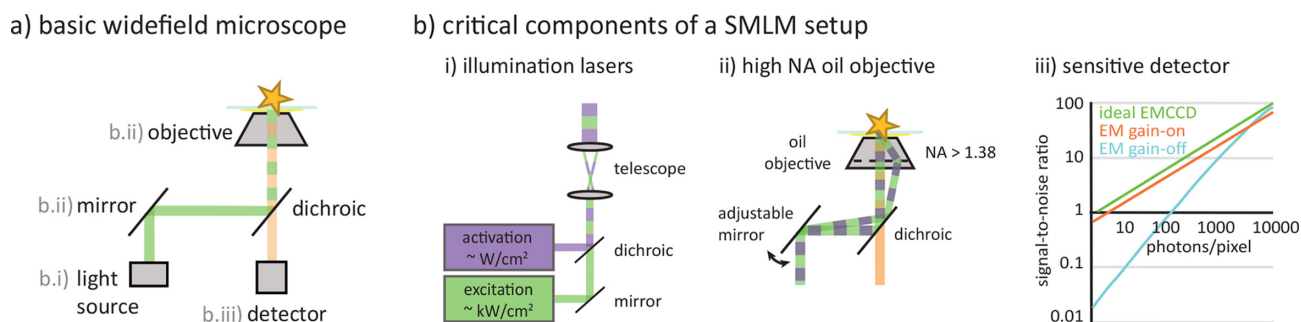 a) basic widefield microscope
b.ii) objective
b.ii) mirror
dichroic
b.i) light
source
b.iii) detector
b) critical components of a SMLM setup
i) illumination lasers
telescope
activation
~ W/cm²
dichroic
excitation
~ kW/cm²
mirror
ii) high NA oil objective
oil
objective
NA > 1.38
adjustable
mirror
dichroic
iii) sensitive detector
signal-to-noise ratio
100
10
1
0.1
0.01
ideal EMCCD
EM gain-on
EM gain-off
10 100 1000 10000
photons/pixel